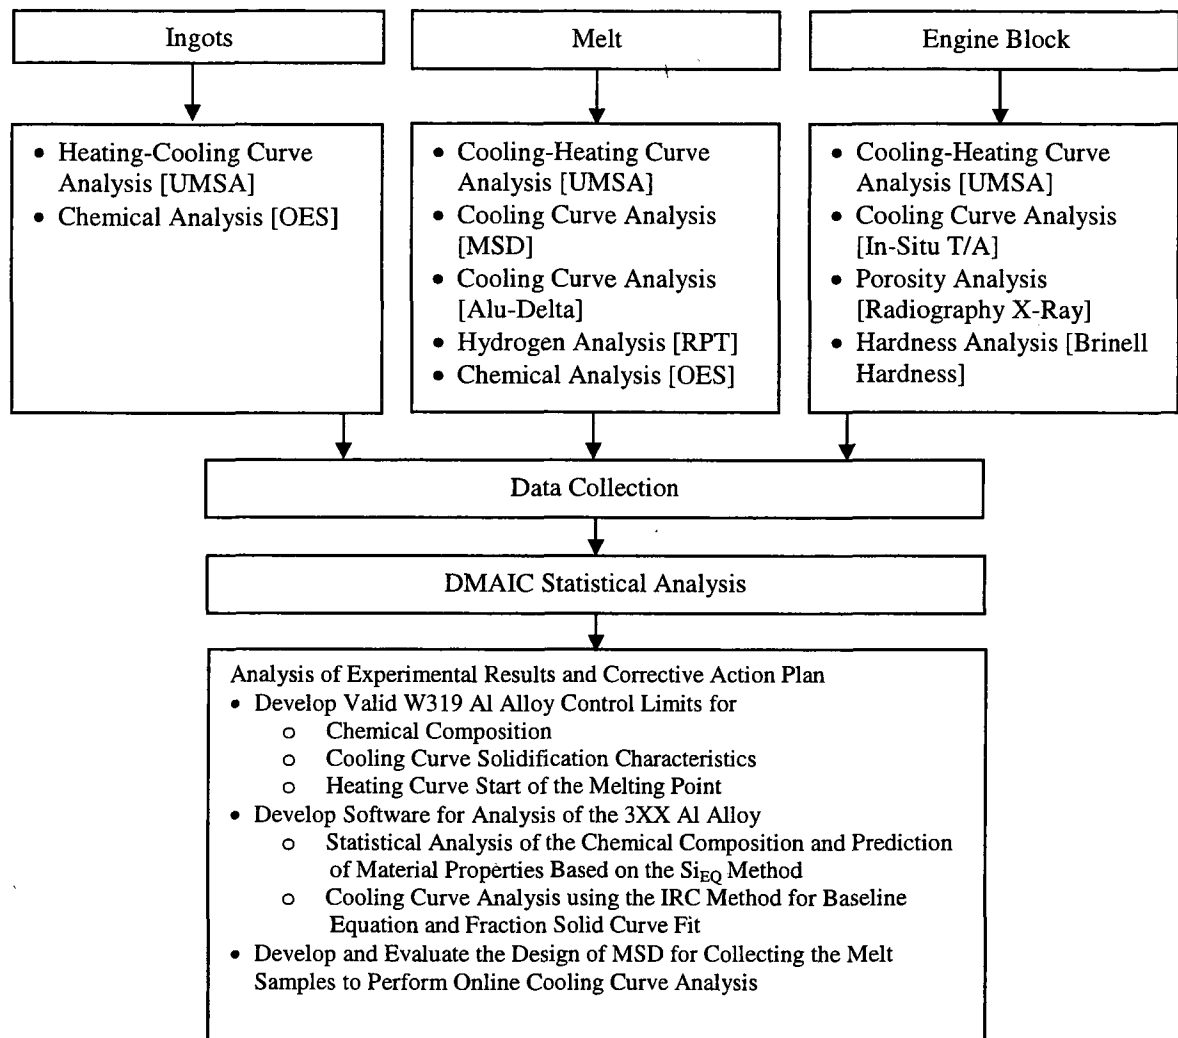 Ingots
Melt
Engine Block
• Heating-Cooling Curve
Analysis [UMSA]
• Chemical Analysis [OES]
• Cooling-Heating Curve
Analysis [UMSA]
• Cooling Curve Analysis
[MSD]
• Cooling Curve Analysis
[Alu-Delta]
• Hydrogen Analysis [RPT]
• Chemical Analysis [OES]
• Cooling-Heating Curve
Analysis [UMSA]
• Cooling Curve Analysis
[In-Situ T/A]
• Porosity Analysis
[Radiography X-Ray]
• Hardness Analysis [Brinell
Hardness]
Data Collection
DMAIC Statistical Analysis
Analysis of Experimental Results and Corrective Action Plan
• Develop Valid W319 Al Alloy Control Limits for
o Chemical Composition
o Cooling Curve Solidification Characteristics
o Heating Curve Start of the Melting Point
• Develop Software for Analysis of the 3XX Al Alloy
o Statistical Analysis of the Chemical Composition and Prediction
of Material Properties Based on the SiEQ Method
o Cooling Curve Analysis using the IRC Method for Baseline
Equation and Fraction Solid Curve Fit
• Develop and Evaluate the Design of MSD for Collecting the Melt
Samples to Perform Online Cooling Curve Analysis